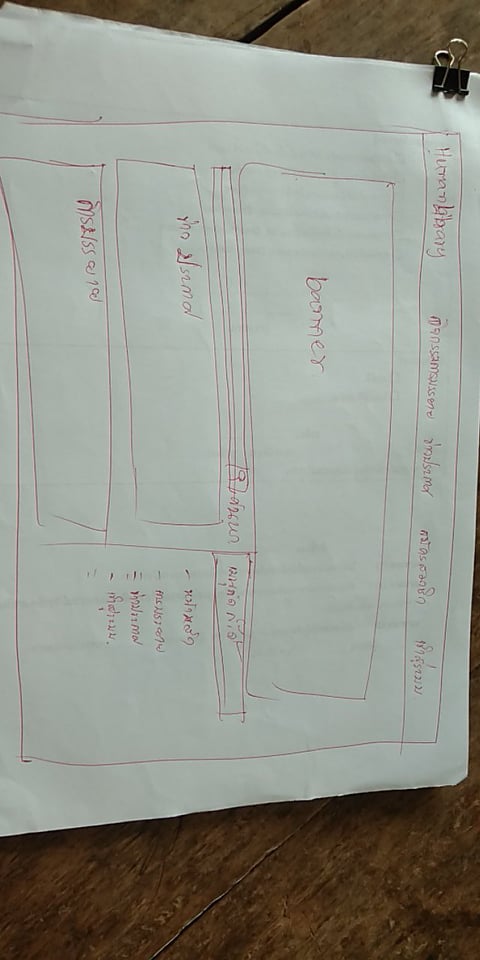 HumanLibrary กิจกรรมการบรรยาย ข่าวประกาศ สมัครสมาชิก เข้าสู่ระบบ
banner
ค้นหา
ข่าว ประกาศ
การบรรยาย
เมนูจัด
- หน้าหลัก
- การบรรยาย
- ข่าวประกาศ
- เข้าสู่ระบบ.